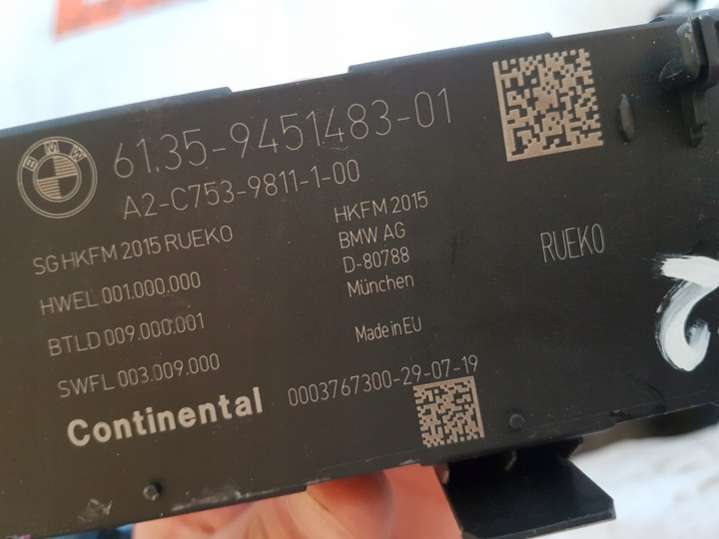 BMW
61.35-9451483-01
A2-C753-9811-1-00
SG HKFM 2015 RUEKO
HWEL 001.000.000
BTLD 009.000.001
SWFL 003.009.000
HKFM 2015
BMW AG
D-80788
München
Made in EU
RUEKO
Continental
0003767300-29-07-19
2